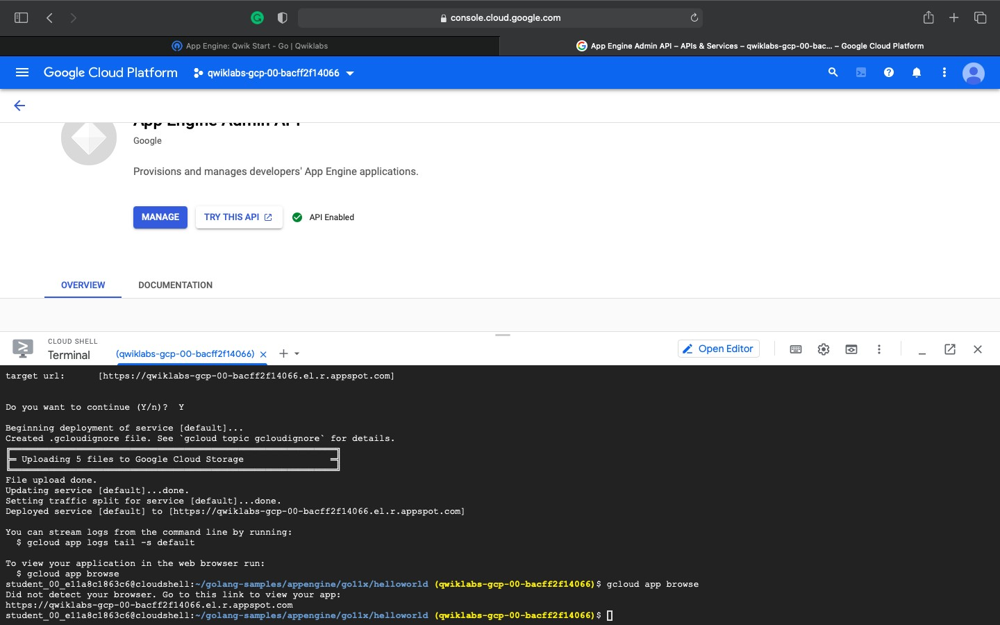 console.cloud.google.com
App Engine: Qwik Start - Go | Qwiklabs
App Engine Admin API – APIs & Services – qwiklabs-gcp-00-bac... – Google Cloud Platform
Google Cloud Platform
qwiklabs-gcp-00-bacff2f14066
App Engine Admin API
Google
Provisions and manages developers' App Engine applications.
MANAGE
TRY THIS API
API Enabled
OVERVIEW
DOCUMENTATION
CLOUD SHELL
Terminal
(qwiklabs-gcp-00-bacff2f14066)
Open Editor
target url:      [https://qwiklabs-gcp-00-bacff2f14066.el.r.appspot.com]
Do you want to continue (Y/n)?  Y
Beginning deployment of service [default]...
Created .gcloudignore file. See `gcloud topic gcloudignore` for details.
Uploading 5 files to Google Cloud Storage
File upload done.
Updating service [default]...done.
Setting traffic split for service [default]...done.
Deployed service [default] to [https://qwiklabs-gcp-00-bacff2f14066.el.r.appspot.com]
You can stream logs from the command line by running:
$ gcloud app logs tail -s default
To view your application in the web browser run:
$ gcloud app browse
student_00_e11a8c1863c6@cloudshell:~/golang-samples/appengine/go11x/helloworld (qwiklabs-gcp-00-bacff2f14066)$ gcloud app browse
Did not detect your browser. Go to this link to view your app:
https://qwiklabs-gcp-00-bacff2f14066.el.r.appspot.com
student_00_e11a8c1863c6@cloudshell:~/golang-samples/appengine/go11x/helloworld (qwiklabs-gcp-00-bacff2f14066)$